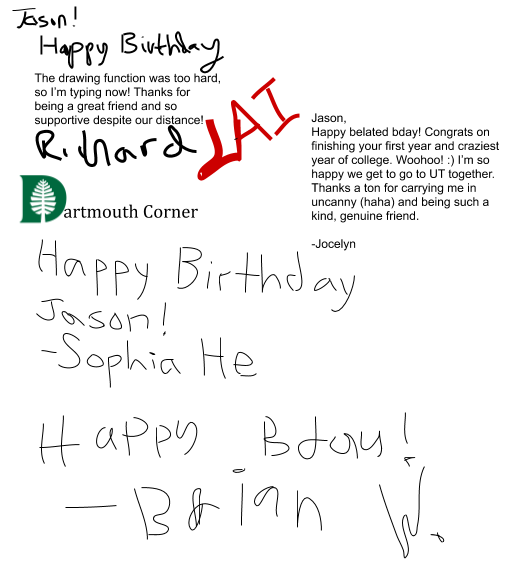 Jason!
Happy Birthday
The drawing function was too hard,
so I'm typing now! Thanks for
being a great friend and so
supportive despite our distance!
Richard
LAI
Dartmouth Corner
Jason,
Happy belated bday! Congrats on
finishing your first year and craziest
year of college. Woohoo! :) I'm so
happy we get to go to UT together.
Thanks a ton for carrying me in
uncanny (haha) and being such a
kind, genuine friend.
-Jocelyn
Happy Birthday
Jason!
-Sophia He
Happy Bday!
- Brian W.